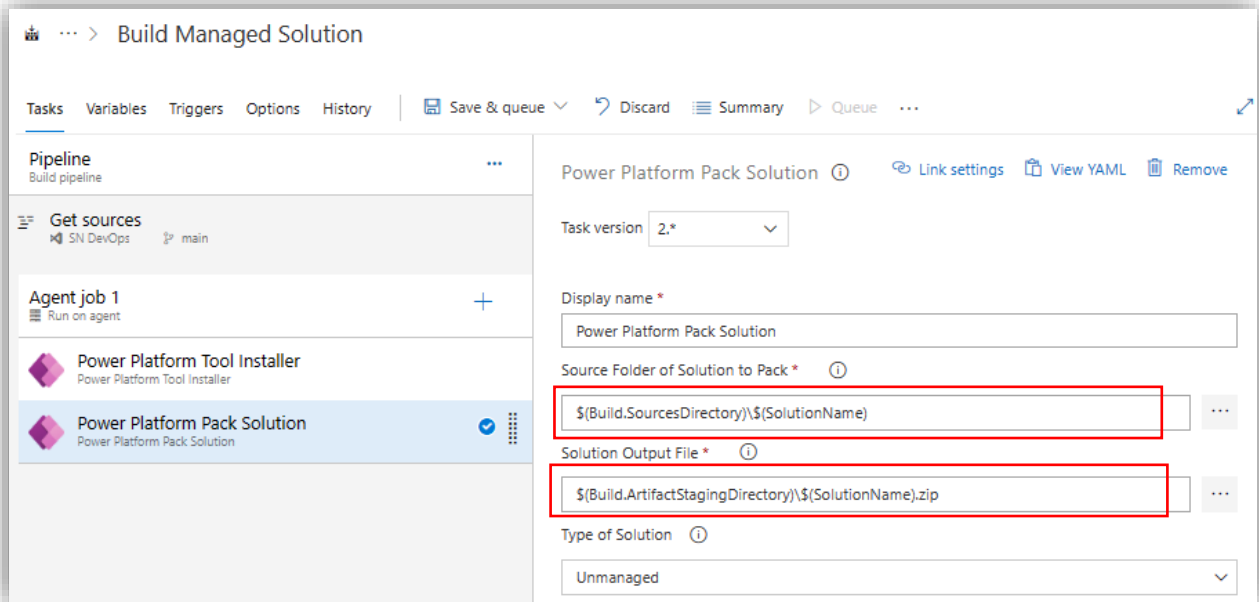 ··· > Build Managed Solution
Tasks Variables Triggers Options History Save & queue Discard Summary Queue ···
Pipeline
Build pipeline
Get sources
SN DevOps main
Agent job 1
Run on agent
Power Platform Tool Installer
Power Platform Tool Installer
Power Platform Pack Solution
Power Platform Pack Solution
Power Platform Pack Solution Link settings View YAML Remove
Task version 2.*
Display name *
Power Platform Pack Solution
Source Folder of Solution to Pack *
$(Build.SourcesDirectory)\$(SolutionName)
Solution Output File *
$(Build.ArtifactStagingDirectory)\$(SolutionName).zip
Type of Solution
Unmanaged